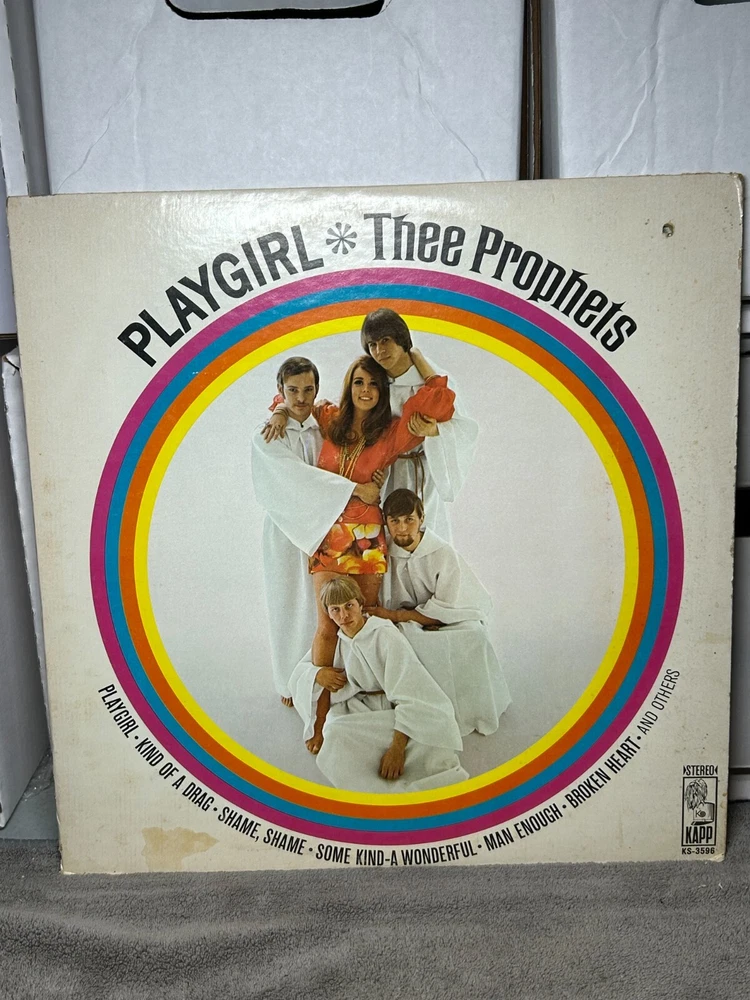 PLAYGIRL * Thee Prophets
PLAYGIRL • KIND OF A DRAG • SHAME, SHAME • SOME KIND-A WONDERFUL • MAN ENOUGH • BROKEN HEART • AND OTHERS
STEREO
K
KAPP
KS-3596